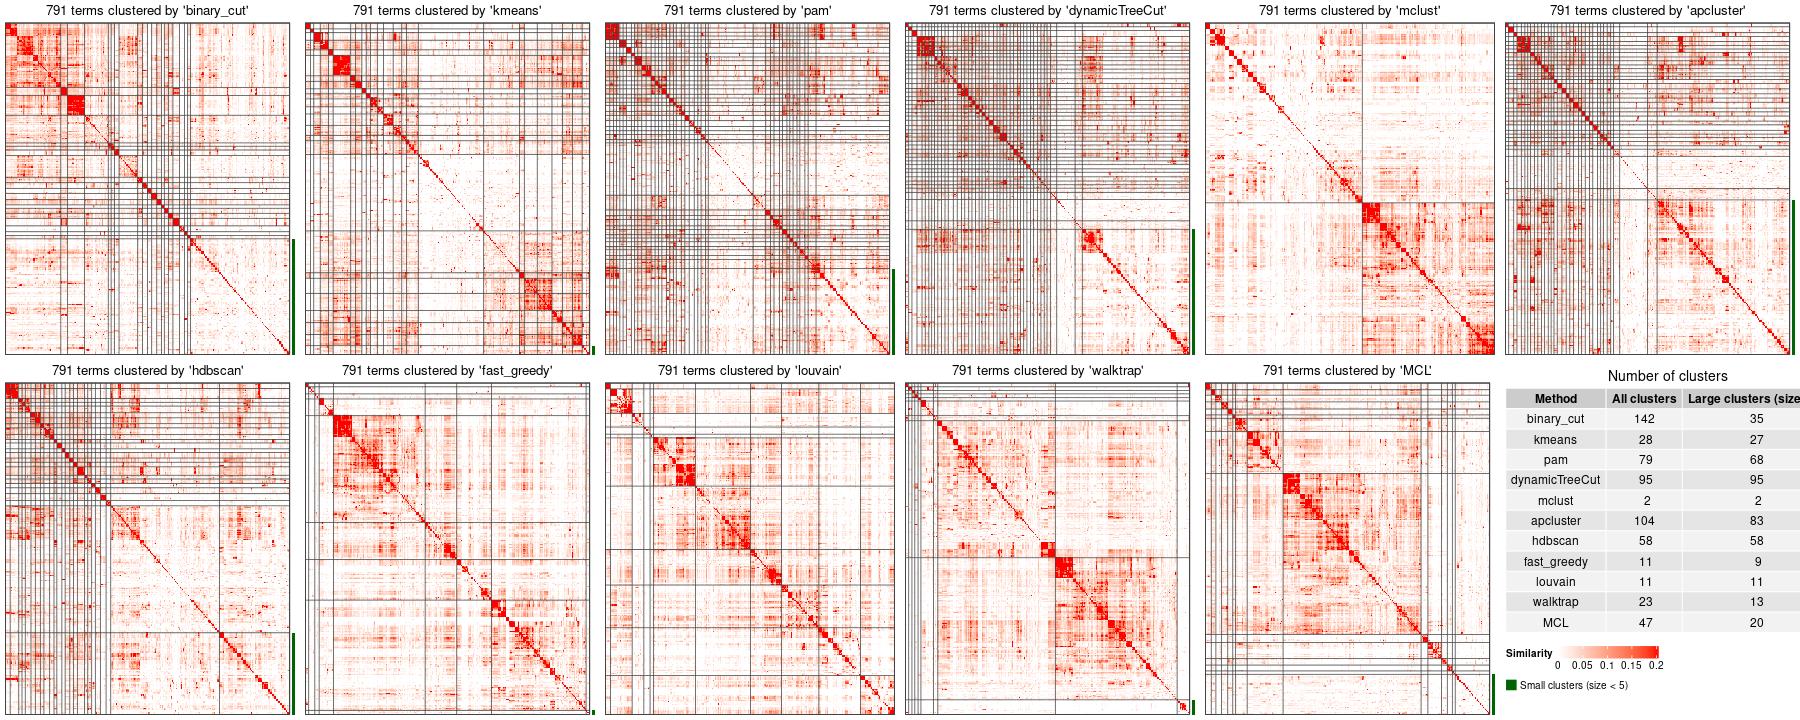 791 terms clustered by 'binary_cut'
791 terms clustered by 'kmeans'
791 terms clustered by 'pam'
791 terms clustered by 'dynamicTreeCut'
791 terms clustered by 'mclust'
791 terms clustered by 'apcluster'
791 terms clustered by 'hdbscan'
791 terms clustered by 'fast_greedy'
791 terms clustered by 'louvain'
791 terms clustered by 'walktrap'
791 terms clustered by 'MCL'
Number of clusters
Method All clusters Large clusters (size
binary_cut 142 35
kmeans 28 27
pam 79 68
dynamicTreeCut 95 95
mclust 2 2
apcluster 104 83
hdbscan 58 58
fast_greedy 11 9
louvain 11 11
walktrap 23 13
MCL 47 20
Similarity
0 0.05 0.1 0.15 0.2
Small clusters (size < 5)